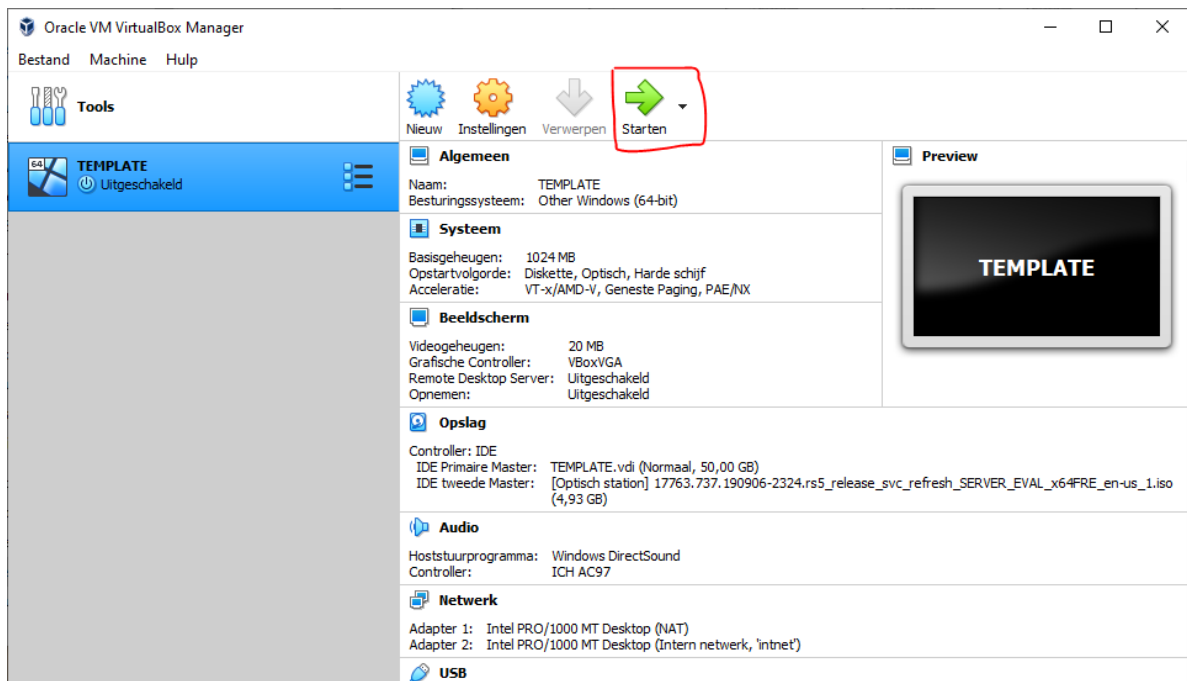 Oracle VM VirtualBox Manager
Bestand Machine Hulp
Tools
Nieuw Instellingen Verwerpen Starten
64 TEMPLATE
Uitgeschakeld
Algemeen
Naam: TEMPLATE
Besturingssysteem: Other Windows (64-bit)
Systeem
Basisgeheugen: 1024 MB
Opstartvolgorde: Diskette, Optisch, Harde schijf
Acceleratie: VT-x/AMD-V, Geneste Paging, PAE/NX
Beeldscherm
Videogeheugen: 20 MB
Grafische Controller: VBoxVGA
Remote Desktop Server: Uitgeschakeld
Opnemen: Uitgeschakeld
Preview
TEMPLATE
Opslag
Controller: IDE
IDE Primaire Master: TEMPLATE.vdi (Normaal, 50,00 GB)
IDE tweede Master: [Optisch station] 17763.737.190906-2324.rs5_release_svc_refresh_SERVER_EVAL_x64FRE_en-us_1.iso
(4,93 GB)
Audio
Hoststuurprogramma: Windows DirectSound
Controller: ICH AC97
Netwerk
Adapter 1: Intel PRO/1000 MT Desktop (NAT)
Adapter 2: Intel PRO/1000 MT Desktop (Intern netwerk, 'intnet')
USB